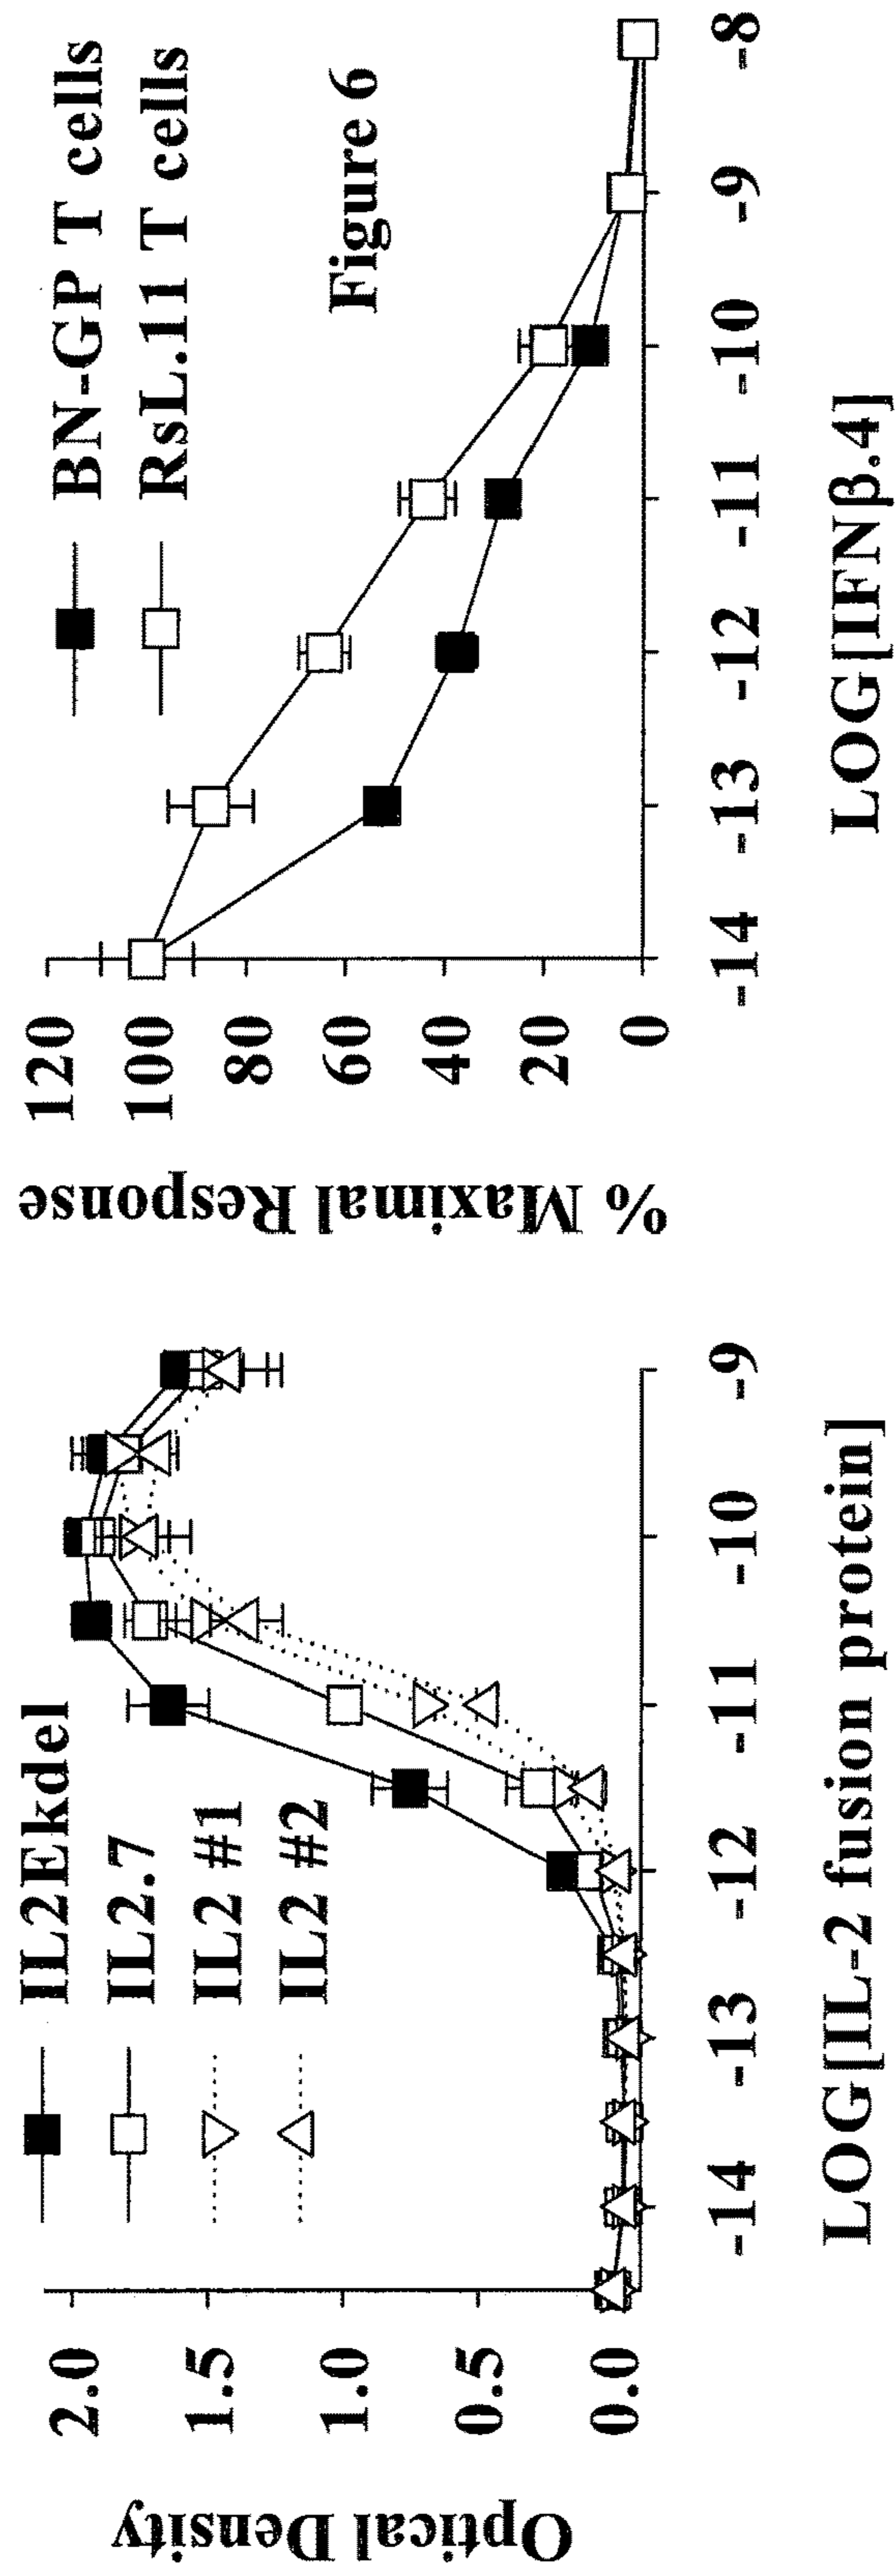 Optical Density
2.0
1.5
1.0
0.5
0.0
IL2Ekdel
IL2.7
IL2 #1
IL2 #2
-14 -13 -12 -11 -10 -9
LOG[IL-2 fusion protein]
% Maximal Response
120
100
80
60
40
20
0
BN-GP T cells
RsL.11 T cells
Figure 6
-14 -13 -12 -11 -10 -9 -8
LOG[IFNβ.4]